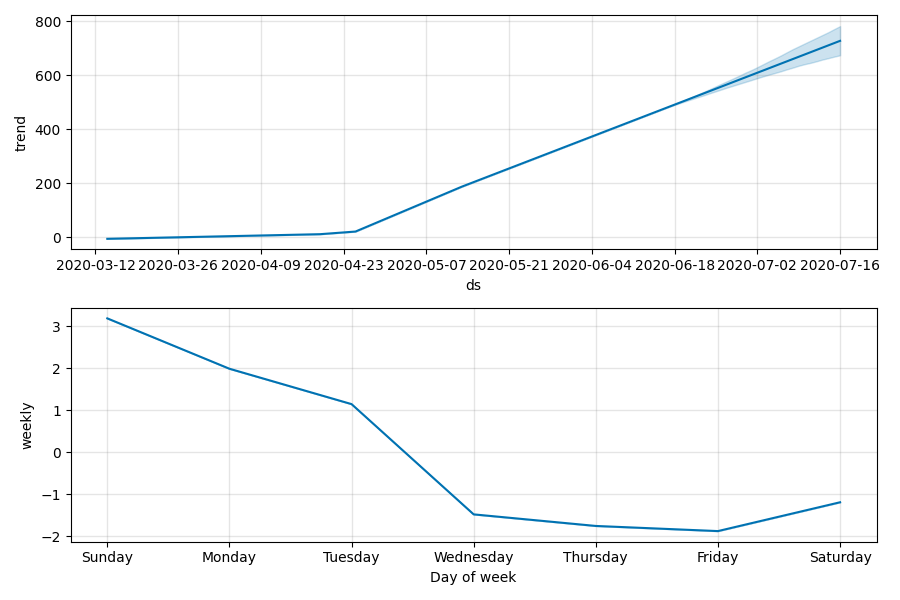 800
600
400
200
0
trend
2020-03-12 2020-03-26 2020-04-09 2020-04-23 2020-05-07 2020-05-21 2020-06-04 2020-06-18 2020-07-02 2020-07-16
ds
3
2
1
0
−1
−2
weekly
Sunday Monday Tuesday Wednesday Thursday Friday Saturday
Day of week